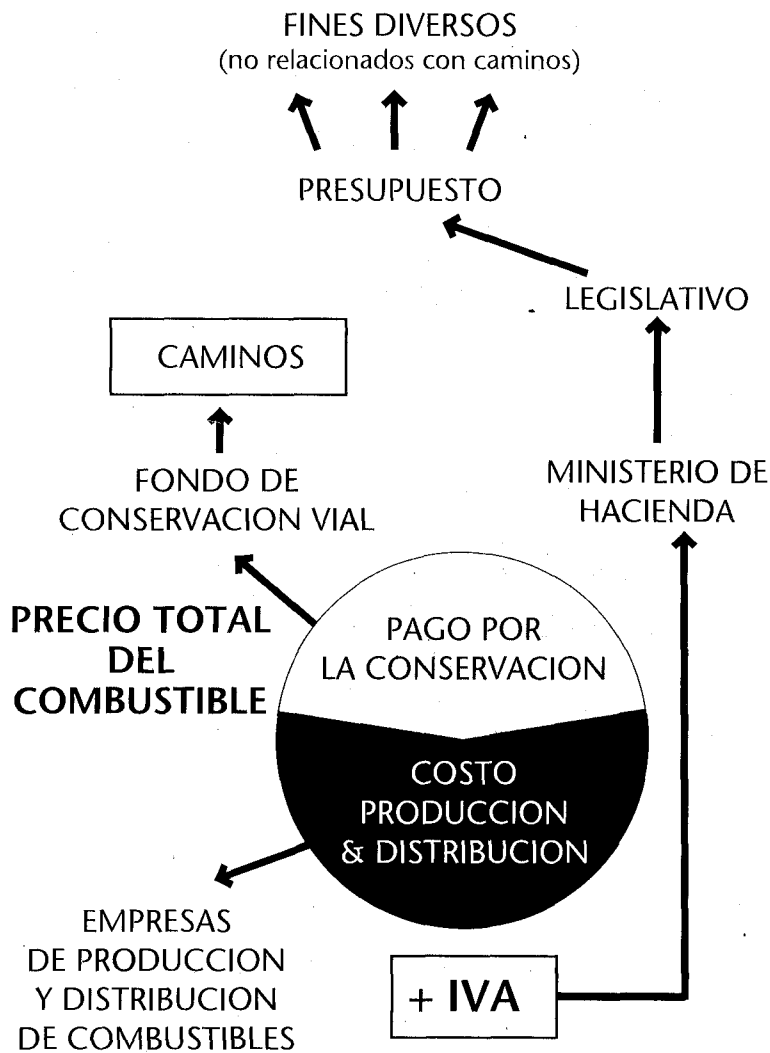 FINES DIVERSOS
(no relacionados con caminos)
PRESUPUESTO
LEGISLATIVO
CAMINOS
MINISTERIO DE
HACIENDA
FONDO DE
CONSERVACION VIAL
PRECIO TOTAL
DEL
COMBUSTIBLE
PAGO POR
LA CONSERVACION
COSTO
PRODUCCION
& DISTRIBUCION
EMPRESAS
DE PRODUCCION
Y DISTRIBUCION
DE COMBUSTIBLES
+ IVA